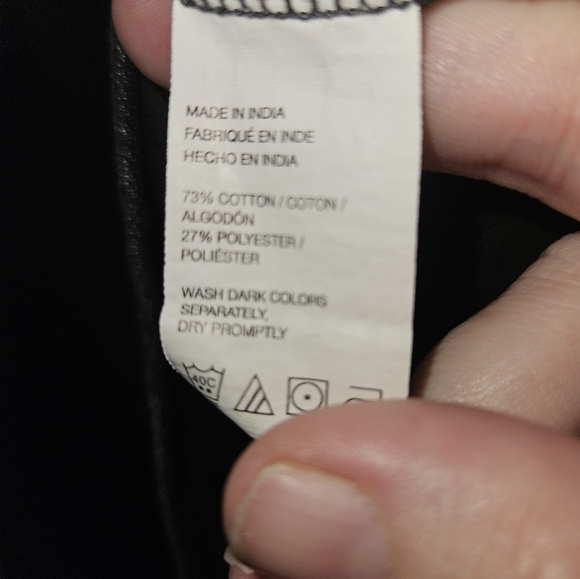 MADE IN INDIA
FABRIQUÉ EN INDE
HECHO EN INDIA
73% COTTON / COTON /
ALGODÓN
27% POLYESTER /
POLIÉSTER
WASH DARK COLORS
SEPARATELY,
DRY PROMPTLY
40C